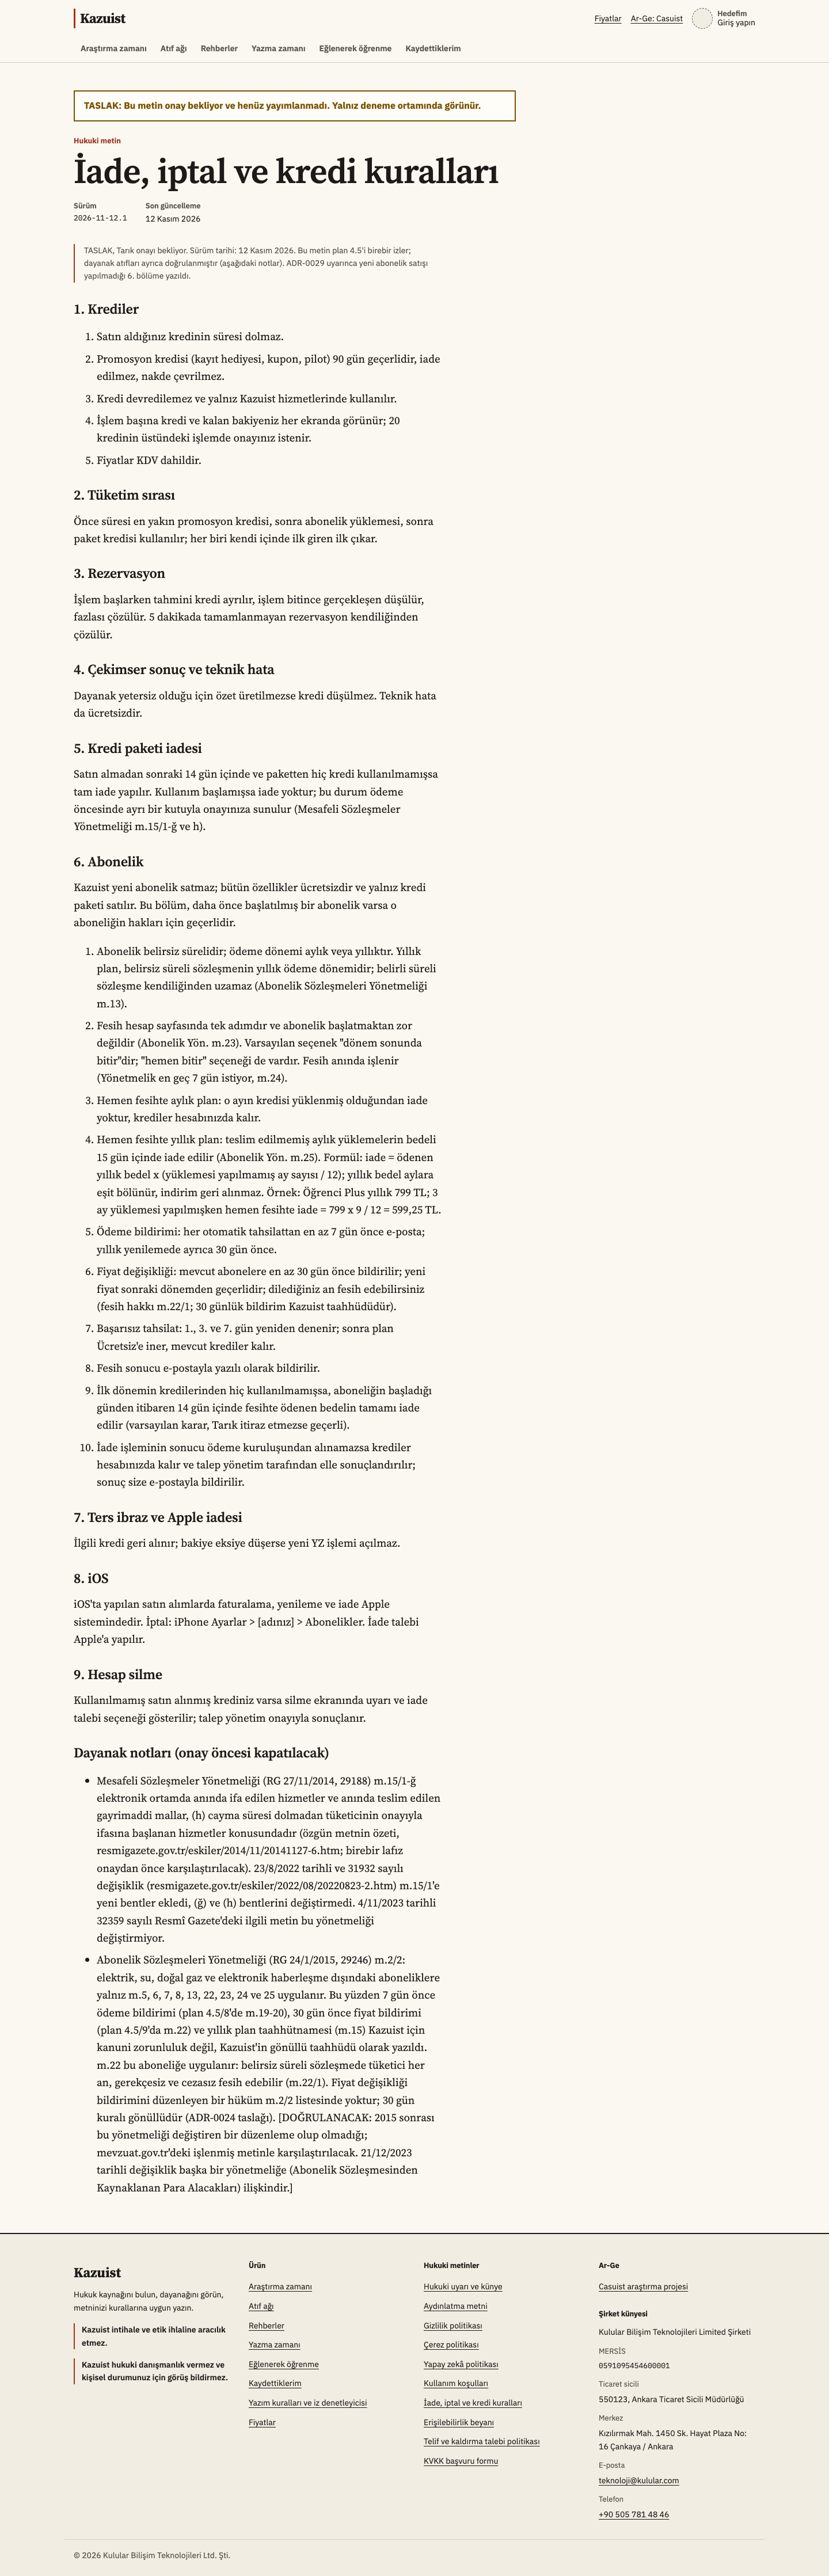 Kazuist
Fiyatlar
Ar-Ge: Casuist
Hedefim
Giriş yapın
Araştırma zamanı
Atıf ağı
Rehberler
Yazma zamanı
Eğlenerek öğrenme
Kaydettiklerim
TASLAK: Bu metin onay bekliyor ve henüz yayımlanmadı. Yalnız deneme ortamında görünür.
Hukuki metin
İade, iptal ve kredi kuralları
Sürüm
2026-11-12.1
Son güncelleme
12 Kasım 2026
TASLAK, Tarık onayı bekliyor. Sürüm tarihi: 12 Kasım 2026. Bu metin plan 4.5'i birebir izler;
dayanak atıfları ayrıca doğrulanmıştır (aşağıdaki notlar). ADR-0029 uyarınca yeni abonelik satışı
yapılmadığı 6. bölüme yazıldı.
1. Krediler
1. Satın aldığınız kredinin süresi dolmaz.
2. Promosyon kredisi (kayıt hediyesi, kupon, pilot) 90 gün geçerlidir, iade
edilmez, nakde çevrilmez.
3. Kredi devredilemez ve yalnız Kazuist hizmetlerinde kullanılır.
4. İşlem başına kredi ve kalan bakiyeniz her ekranda görünür; 20
kredinin üstündeki işlemde onayınız istenir.
5. Fiyatlar KDV dahildir.
2. Tüketim sırası
Önce süresi en yakın promosyon kredisi, sonra abonelik yüklemesi, sonra
paket kredisi kullanılır; her biri kendi içinde ilk giren ilk çıkar.
3. Rezervasyon
İşlem başlarken tahmini kredi ayrılır, işlem bitince gerçekleşen düşülür,
fazlası çözülür. 5 dakikada tamamlanmayan rezervasyon kendiliğinden
çözülür.
4. Çekimser sonuç ve teknik hata
Dayanak yetersiz olduğu için özet üretilmezse kredi düşülmez. Teknik hata
da ücretsizdir.
5. Kredi paketi iadesi
Satın almadan sonraki 14 gün içinde ve paketten hiç kredi kullanılmamışsa
tam iade yapılır. Kullanım başlamışsa iade yoktur; bu durum ödeme
öncesinde ayrı bir kutuyla onayınıza sunulur (Mesafeli Sözleşmeler
Yönetmeliği m.15/1-ğ ve h).
6. Abonelik
Kazuist yeni abonelik satmaz; bütün özellikler ücretsizdir ve yalnız kredi
paketi satılır. Bu bölüm, daha önce başlatılmış bir abonelik varsa o
aboneliğin hakları için geçerlidir.
1. Abonelik belirsiz sürelidir; ödeme dönemi aylık veya yıllıktır. Yıllık
plan, belirsiz süreli sözleşmenin yıllık ödeme dönemidir; belirli süreli
sözleşme kendiliğinden uzamaz (Abonelik Sözleşmeleri Yönetmeliği
m.13).
2. Fesih hesap sayfasında tek adımdır ve abonelik başlatmaktan zor
değildir (Abonelik Yön. m.23). Varsayılan seçenek "dönem sonunda
bitir"dir; "hemen bitir" seçeneği de vardır. Fesih anında işlenir
(Yönetmelik en geç 7 gün istiyor, m.24).
3. Hemen fesihte aylık plan: o ayın kredisi yüklenmiş olduğundan iade
yoktur, krediler hesabınızda kalır.
4. Hemen fesihte yıllık plan: teslim edilmemiş aylık yüklemelerin bedeli
15 gün içinde iade edilir (Abonelik Yön. m.25). Formül: iade = ödenen
yıllık bedel x (yüklemesi yapılmamış ay sayısı / 12); yıllık bedel aylara
eşit bölünür, indirim geri alınmaz. Örnek: Öğrenci Plus yıllık 799 TL; 3
ay yüklemesi yapılmışken hemen fesihte iade = 799 x 9 / 12 = 599,25 TL.
5. Ödeme bildirimi: her otomatik tahsilattan en az 7 gün önce e-posta;
yıllık yenilemede ayrıca 30 gün önce.
6. Fiyat değişikliği: mevcut abonelere en az 30 gün önce bildirilir; yeni
fiyat sonraki dönemden geçerlidir; dilediğiniz an fesih edebilirsiniz
(fesih hakkı m.22/1; 30 günlük bildirim Kazuist taahhüdüdür).
7. Başarısız tahsilat: 1., 3. ve 7. gün yeniden denenir; sonra plan
Ücretsiz'e iner, mevcut krediler kalır.
8. Fesih sonucu e-postayla yazılı olarak bildirilir.
9. İlk dönemin kredilerinden hiç kullanılmamışsa, aboneliğin başladığı
günden itibaren 14 gün içinde fesihte ödenen bedelin tamamı iade
edilir (varsayılan karar, Tarık itiraz etmezse geçerli).
10. İade işleminin sonucu ödeme kuruluşundan alınamazsa krediler
hesabınızda kalır ve talep yönetim tarafından elle sonuçlandırılır;
sonuç size e-postayla bildirilir.
7. Ters ibraz ve Apple iadesi
İlgili kredi geri alınır; bakiye eksiye düşerse yeni YZ işlemi açılmaz.
8. iOS
iOS'ta yapılan satın alımlarda faturalama, yenileme ve iade Apple
sistemindedir. İptal: iPhone Ayarlar > [adınız] > Abonelikler. İade talebi
Apple'a yapılır.
9. Hesap silme
Kullanılmamış satın alınmış krediniz varsa silme ekranında uyarı ve iade
talebi seçeneği gösterilir; talep yönetim onayıyla sonuçlanır.
Dayanak notları (onay öncesi kapatılacak)
• Mesafeli Sözleşmeler Yönetmeliği (RG 27/11/2014, 29188) m.15/1-ğ
elektronik ortamda anında ifa edilen hizmetler ve anında teslim edilen
gayrimaddi mallar, (h) cayma süresi dolmadan tüketicinin onayıyla
ifasına başlanan hizmetler konusundadır (özgün metnin özeti,
resmigazete.gov.tr/eskiler/2014/11/20141127-6.htm; birebir lafız
onaydan önce karşılaştırılacak). 23/8/2022 tarihli ve 31932 sayılı
değişiklik (resmigazete.gov.tr/eskiler/2022/08/20220823-2.htm) m.15/1'e
yeni bentler ekledi, (ğ) ve (h) bentlerini değiştirmedi. 4/11/2023 tarihli
32359 sayılı Resmî Gazete'deki ilgili metin bu yönetmeliği
değiştirmiyor.
• Abonelik Sözleşmeleri Yönetmeliği (RG 24/1/2015, 29246) m.2/2:
elektrik, su, doğal gaz ve elektronik haberleşme dışındaki aboneliklere
yalnız m.5, 6, 7, 8, 13, 22, 23, 24 ve 25 uygulanır. Bu yüzden 7 gün önce
ödeme bildirimi (plan 4.5/8'de m.19-20), 30 gün önce fiyat bildirimi
(plan 4.5/9'da m.22) ve yıllık plan taahhütnamesi (m.15) Kazuist için
kanuni zorunluluk değil, Kazuist'in gönüllü taahhüdü olarak yazıldı.
m.22 bu aboneliğe uygulanır: belirsiz süreli sözleşmede tüketici her
an, gerekçesiz ve cezasız fesih edebilir (m.22/1). Fiyat değişikliği
bildirimini düzenleyen bir hüküm m.2/2 listesinde yoktur; 30 gün
kuralı gönüllüdür (ADR-0024 taslağı). [DOĞRULANACAK: 2015 sonrası
bu yönetmeliği değiştiren bir düzenleme olup olmadığı;
mevzuat.gov.tr'deki işlenmiş metinle karşılaştırılacak. 21/12/2023
tarihli değişiklik başka bir yönetmeliğe (Abonelik Sözleşmesinden
Kaynaklanan Para Alacakları) ilişkindir.]
Kazuist
Hukuk kaynağını bulun, dayanağını görün,
metninizi kurallarına uygun yazın.
Kazuist intihale ve etik ihlaline aracılık
etmez.
Kazuist hukuki danışmanlık vermez ve
kişisel durumunuz için görüş bildirmez.
Ürün
Araştırma zamanı
Atıf ağı
Rehberler
Yazma zamanı
Eğlenerek öğrenme
Kaydettiklerim
Yazım kuralları ve iz denetleyicisi
Fiyatlar
Hukuki metinler
Hukuki uyarı ve künye
Aydınlatma metni
Gizlilik politikası
Çerez politikası
Yapay zekâ politikası
Kullanım koşulları
İade, iptal ve kredi kuralları
Erişilebilirlik beyanı
Telif ve kaldırma talebi politikası
KVKK başvuru formu
Ar-Ge
Casuist araştırma projesi
Şirket künyesi
Kulular Bilişim Teknolojileri Limited Şirketi
MERSİS
0591095454600001
Ticaret sicili
550123, Ankara Ticaret Sicili Müdürlüğü
Merkez
Kızılırmak Mah. 1450 Sk. Hayat Plaza No:
16 Çankaya / Ankara
E-posta
teknoloji@kulular.com
Telefon
+90 505 781 48 46
© 2026 Kulular Bilişim Teknolojileri Ltd. Şti.